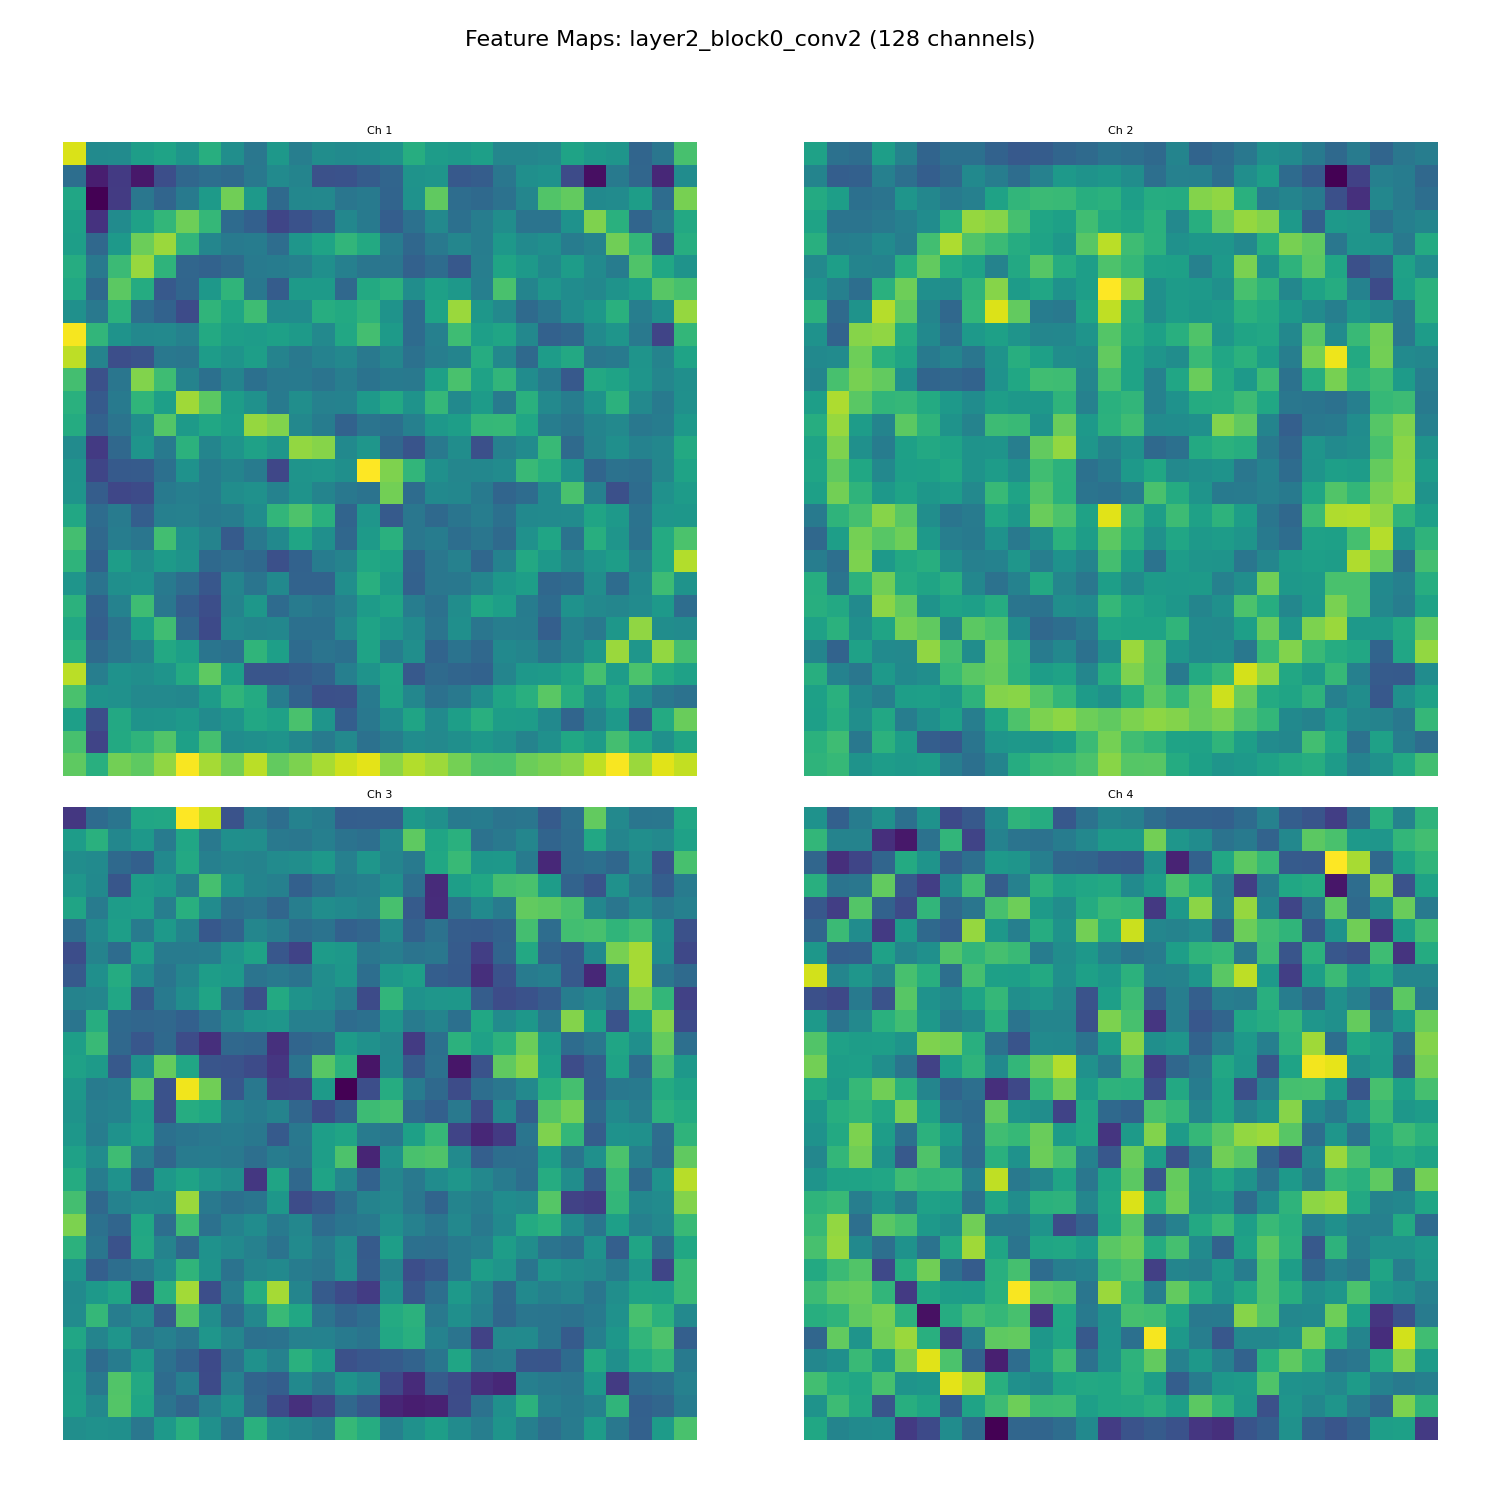 Feature Maps: layer2_block0_conv2 (128 channels)
Ch 1
Ch 2
Ch 3
Ch 4